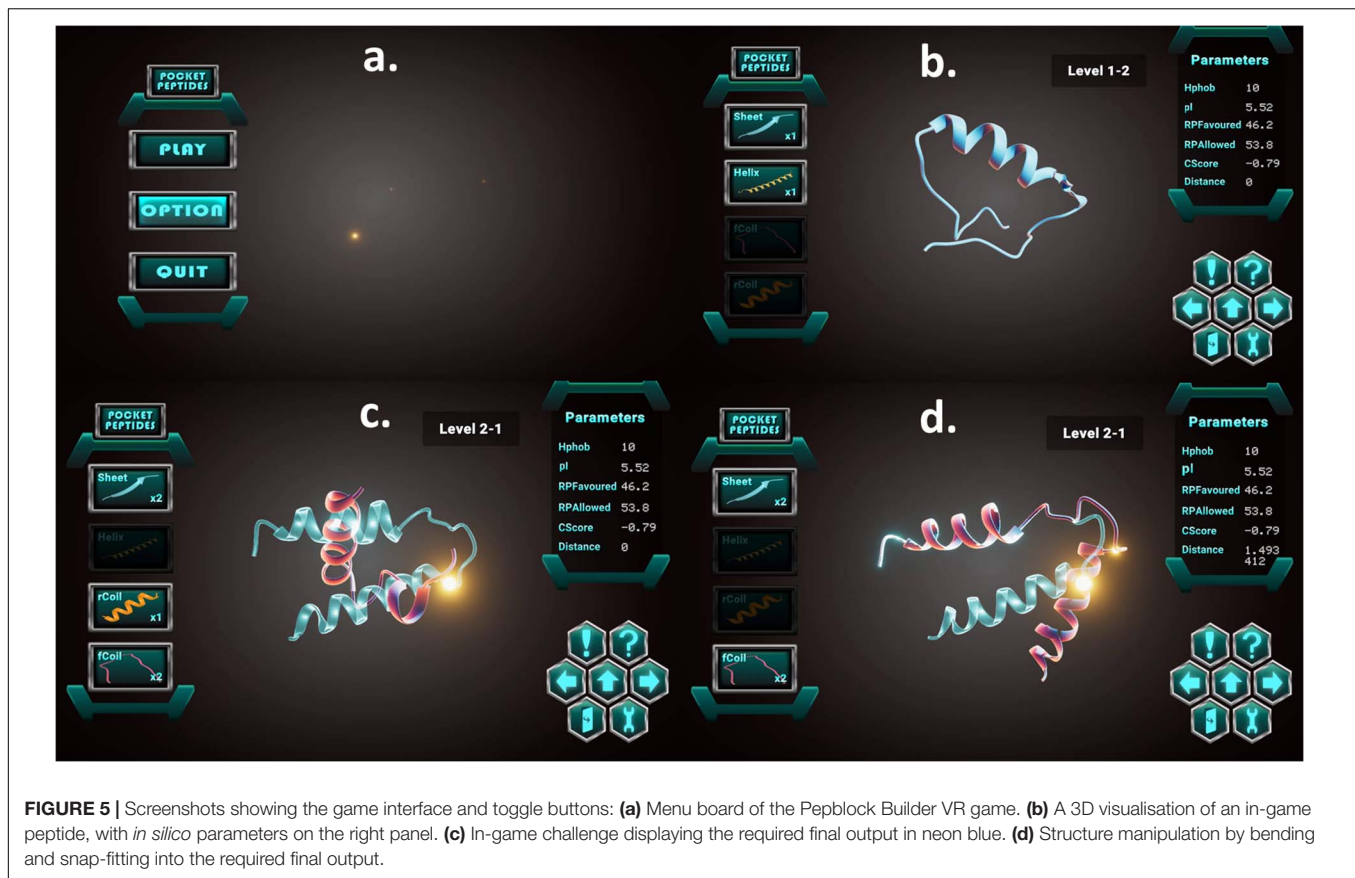 a.
POCKET
PEPTIDES
PLAY
OPTION
QUIT
b.
Level 1-2
POCKET
PEPTIDES
Sheet
x1
Helix
x1
fCoil
rCoil
Parameters
Hphob 10
pI 5.52
RPFavoured 46.2
RPAllowed 53.8
CScore -0.79
Distance 0
! ?
c.
Level 2-1
POCKET
PEPTIDES
Sheet
x2
Helix
rCoil
x1
fCoil
x2
Parameters
Hphob 10
pI 5.52
RPFavoured 46.2
RPAllowed 53.8
CScore -0.79
Distance 0
! ?
d.
Level 2-1
POCKET
PEPTIDES
Sheet
x2
Helix
rCoil
fCoil
x2
Parameters
Hphob 10
pI 5.52
RPFavoured 46.2
RPAllowed 53.8
CScore -0.79
Distance 1.493
412
! ?
FIGURE 5 | Screenshots showing the game interface and toggle buttons: (a) Menu board of the Pepblock Builder VR game. (b) A 3D visualisation of an in-game
peptide, with in silico parameters on the right panel. (c) In-game challenge displaying the required final output in neon blue. (d) Structure manipulation by bending
and snap-fitting into the required final output.